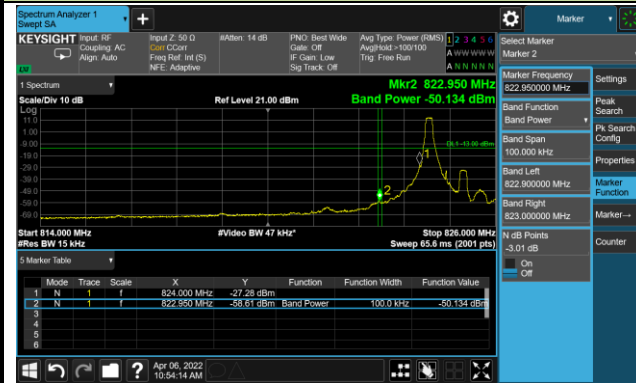 Spectrum Analyzer 1
Swept SA
Marker
KEYSIGHT
Input: RF
Coupling: AC
Align: Auto
Input Z: 50 Ω
Corr CCorr
Freq Ref: Int (S)
NFE: Adaptive
#Atten: 14 dB
PNO: Best Wide
Gate: Off
IF Gain: Low
Sig Track: Off
Avg Type: Power (RMS)
Avg|Hold:>100/100
Trig: Free Run
1 2 3 4 5 6
A W W W W W
A N N N N N
Select Marker
Marker 2
1 Spectrum
Scale/Div 10 dB
Ref Level 21.00 dBm
Mkr2 822.950 MHz
Band Power -50.134 dBm
Log
11.0
1.00
-9.00
-19.0
-29.0
-39.0
-49.0
-59.0
-69.0
DL1 -13.00 dBm
1
2
Start 814.000 MHz
#Res BW 15 kHz
#Video BW 47 kHz*
Stop 826.000 MHz
Sweep 65.6 ms (2001 pts)
5 Marker Table
Mode Trace Scale X Y Function Function Width Function Value
1 N 1 f 824.000 MHz -27.28 dBm
2 N 1 f 822.950 MHz -58.61 dBm Band Power 100.0 kHz -50.134 dBm
3
4
5
6
Marker Frequency
822.950000 MHz
Band Function
Band Power
Band Span
100.000 kHz
Band Left
822.900000 MHz
Band Right
823.000000 MHz
N dB Points
-3.01 dB
On
Off
Settings
Peak
Search
Pk Search
Config
Properties
Marker
Function
Marker→
Counter
?
Apr 06, 2022
10:54:14 AM